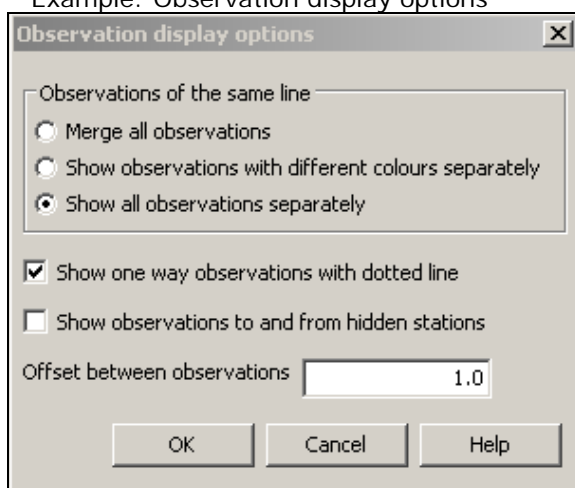 Example: Observation display options
Observation display options
Observations of the same line
Merge all observations
Show observations with different colours separately
Show all observations separately
Show one way observations with dotted line
Show observations to and from hidden stations
Offset between observations 1.0
OK Cancel Help